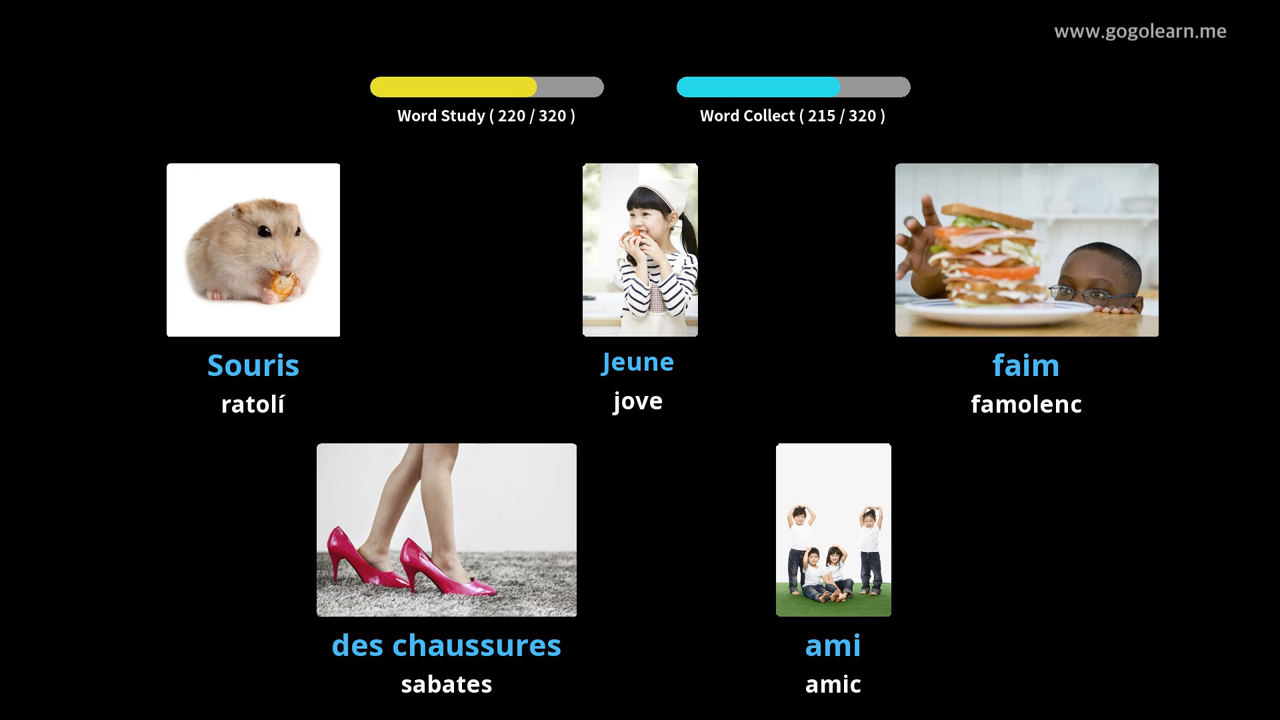 www.gogolearn.me
Word Study ( 220 / 320 )
Word Collect ( 215 / 320 )
Souris
ratolí
Jeune
jove
faim
famolenc
des chaussures
sabates
ami
amic